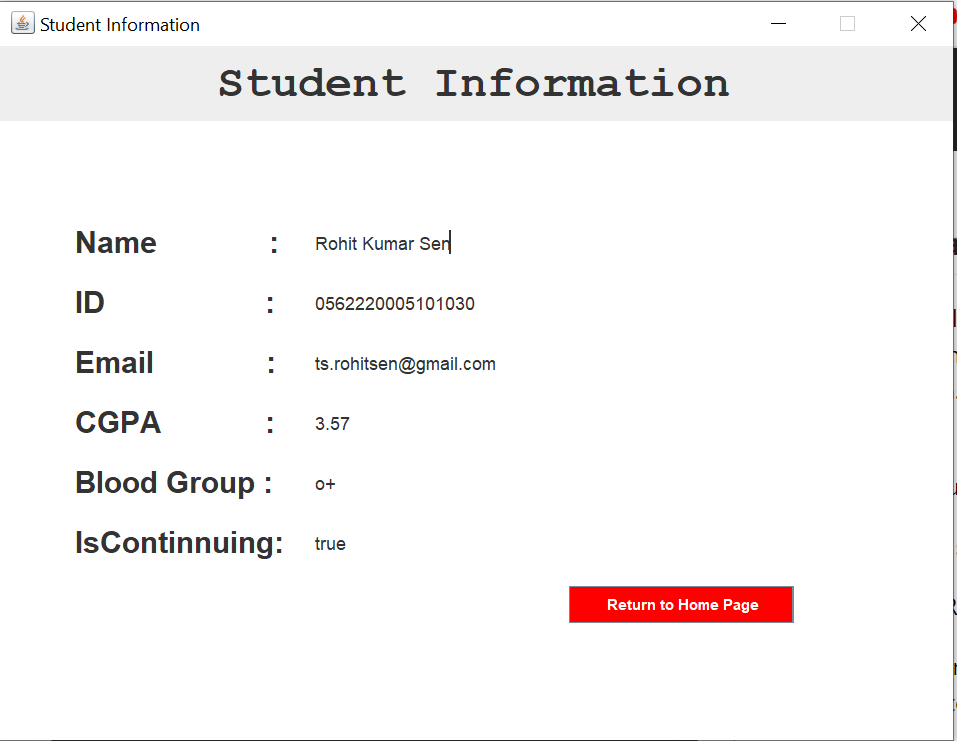 Student Information
Student Information
Name : Rohit Kumar Sen
ID : 0562220005101030
Email : ts.rohitsen@gmail.com
CGPA : 3.57
Blood Group : o+
IsContinnuing: true
Return to Home Page